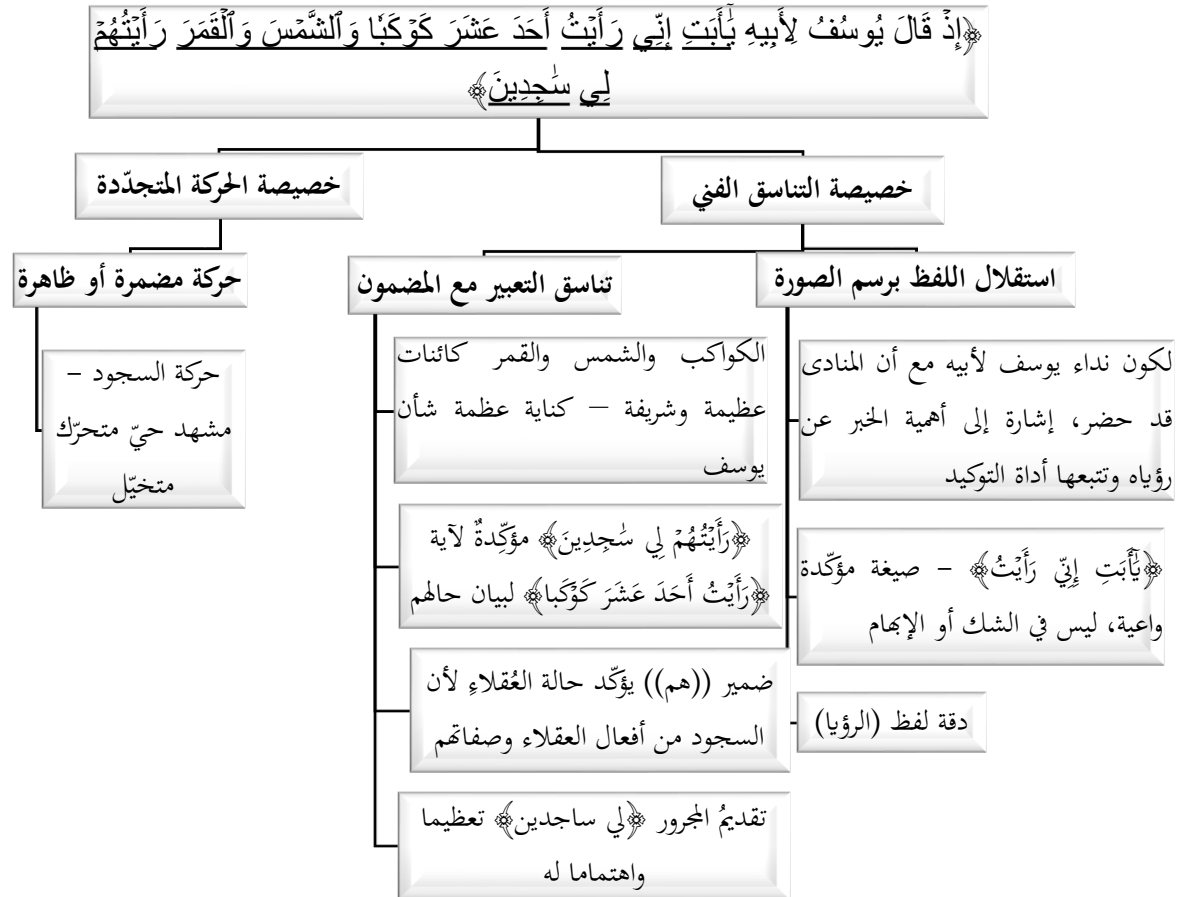 ﴿إِذۡ قَالَ يُوسُفُ لِأَبِيهِ يَٰٓأَبَتِ إِنِّي رَأَيۡتُ أَحَدَ عَشَرَ كَوۡكَبٗا وَٱلشَّمۡسَ وَٱلۡقَمَرَ رَأَيۡتُهُمۡ
لِي سَٰجِدِينَ﴾
خصيصة التناسق الفني
خصيصة الحركة المتجدّدة
استقلال اللفظ برسم الصورة
تناسق التعبير مع المضمون
حركة مضمرة أو ظاهرة
لكون نداء يوسف لأبيه مع أن المنادى
قد حضر، إشارة إلى أهمية الخبر عن
رؤياه وتتبعها أداة التوكيد
﴿يَٰٓأَبَتِ إِنِّي رَأَيۡتُ﴾ – صيغة مؤكّدة
واعية، ليس في الشك أو الإبهام
دقة لفظ (الرؤيا)
الكواكب والشمس والقمر كائنات
عظيمة وشريفة – كناية عظمة شأن
يوسف
﴿رَأَيۡتُهُمۡ لِي سَٰجِدِينَ﴾ مؤكِّدةٌ لآية
﴿رَأَيۡتُ أَحَدَ عَشَرَ كَوۡكَبا﴾ لبيان حالهم
ضمير ((هم)) يؤكّد حالة العُقلاءِ لأن
السجود من أفعال العقلاء وصفاتهم
تقديمُ المجرور ﴿لي ساجدين﴾ تعظيما
واهتماما له
حركة السجود –
مشهد حيّ متحرّك
متخيّل